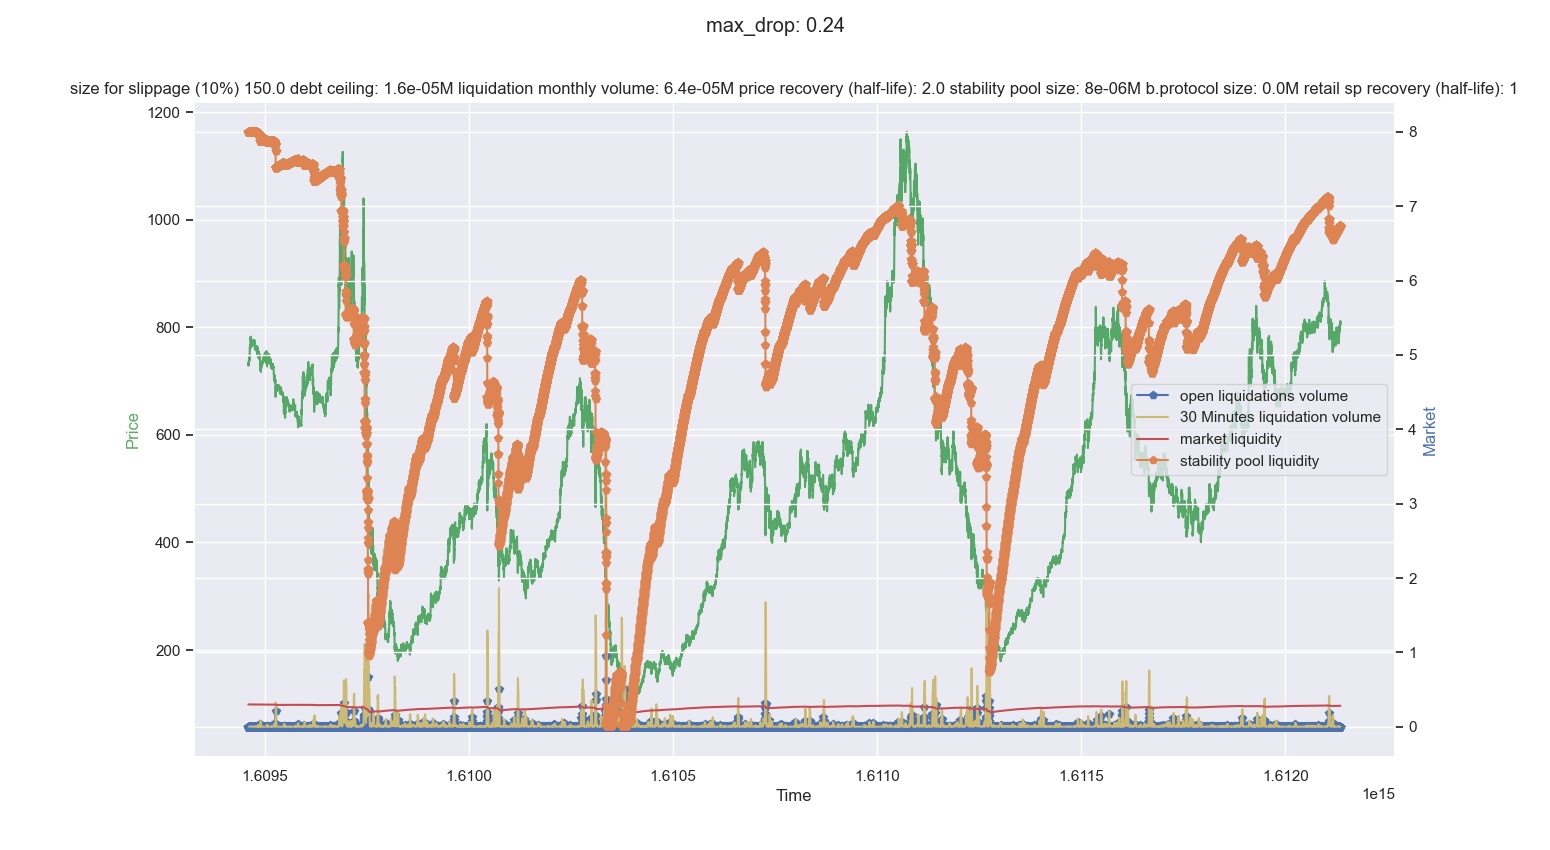 max_drop: 0.24
size for slippage (10%) 150.0 debt ceiling: 1.6e-05M liquidation monthly volume: 6.4e-05M price recovery (half-life): 2.0 stability pool size: 8e-06M b.protocol size: 0.0M retail sp recovery (half-life): 1
1200
1000
800
600
400
200
Price
8
7
6
5
4
3
2
1
0
Market
open liquidations volume
30 Minutes liquidation volume
market liquidity
stability pool liquidity
1.6095 1.6100 1.6105 1.6110 1.6115 1.6120
Time
1e15